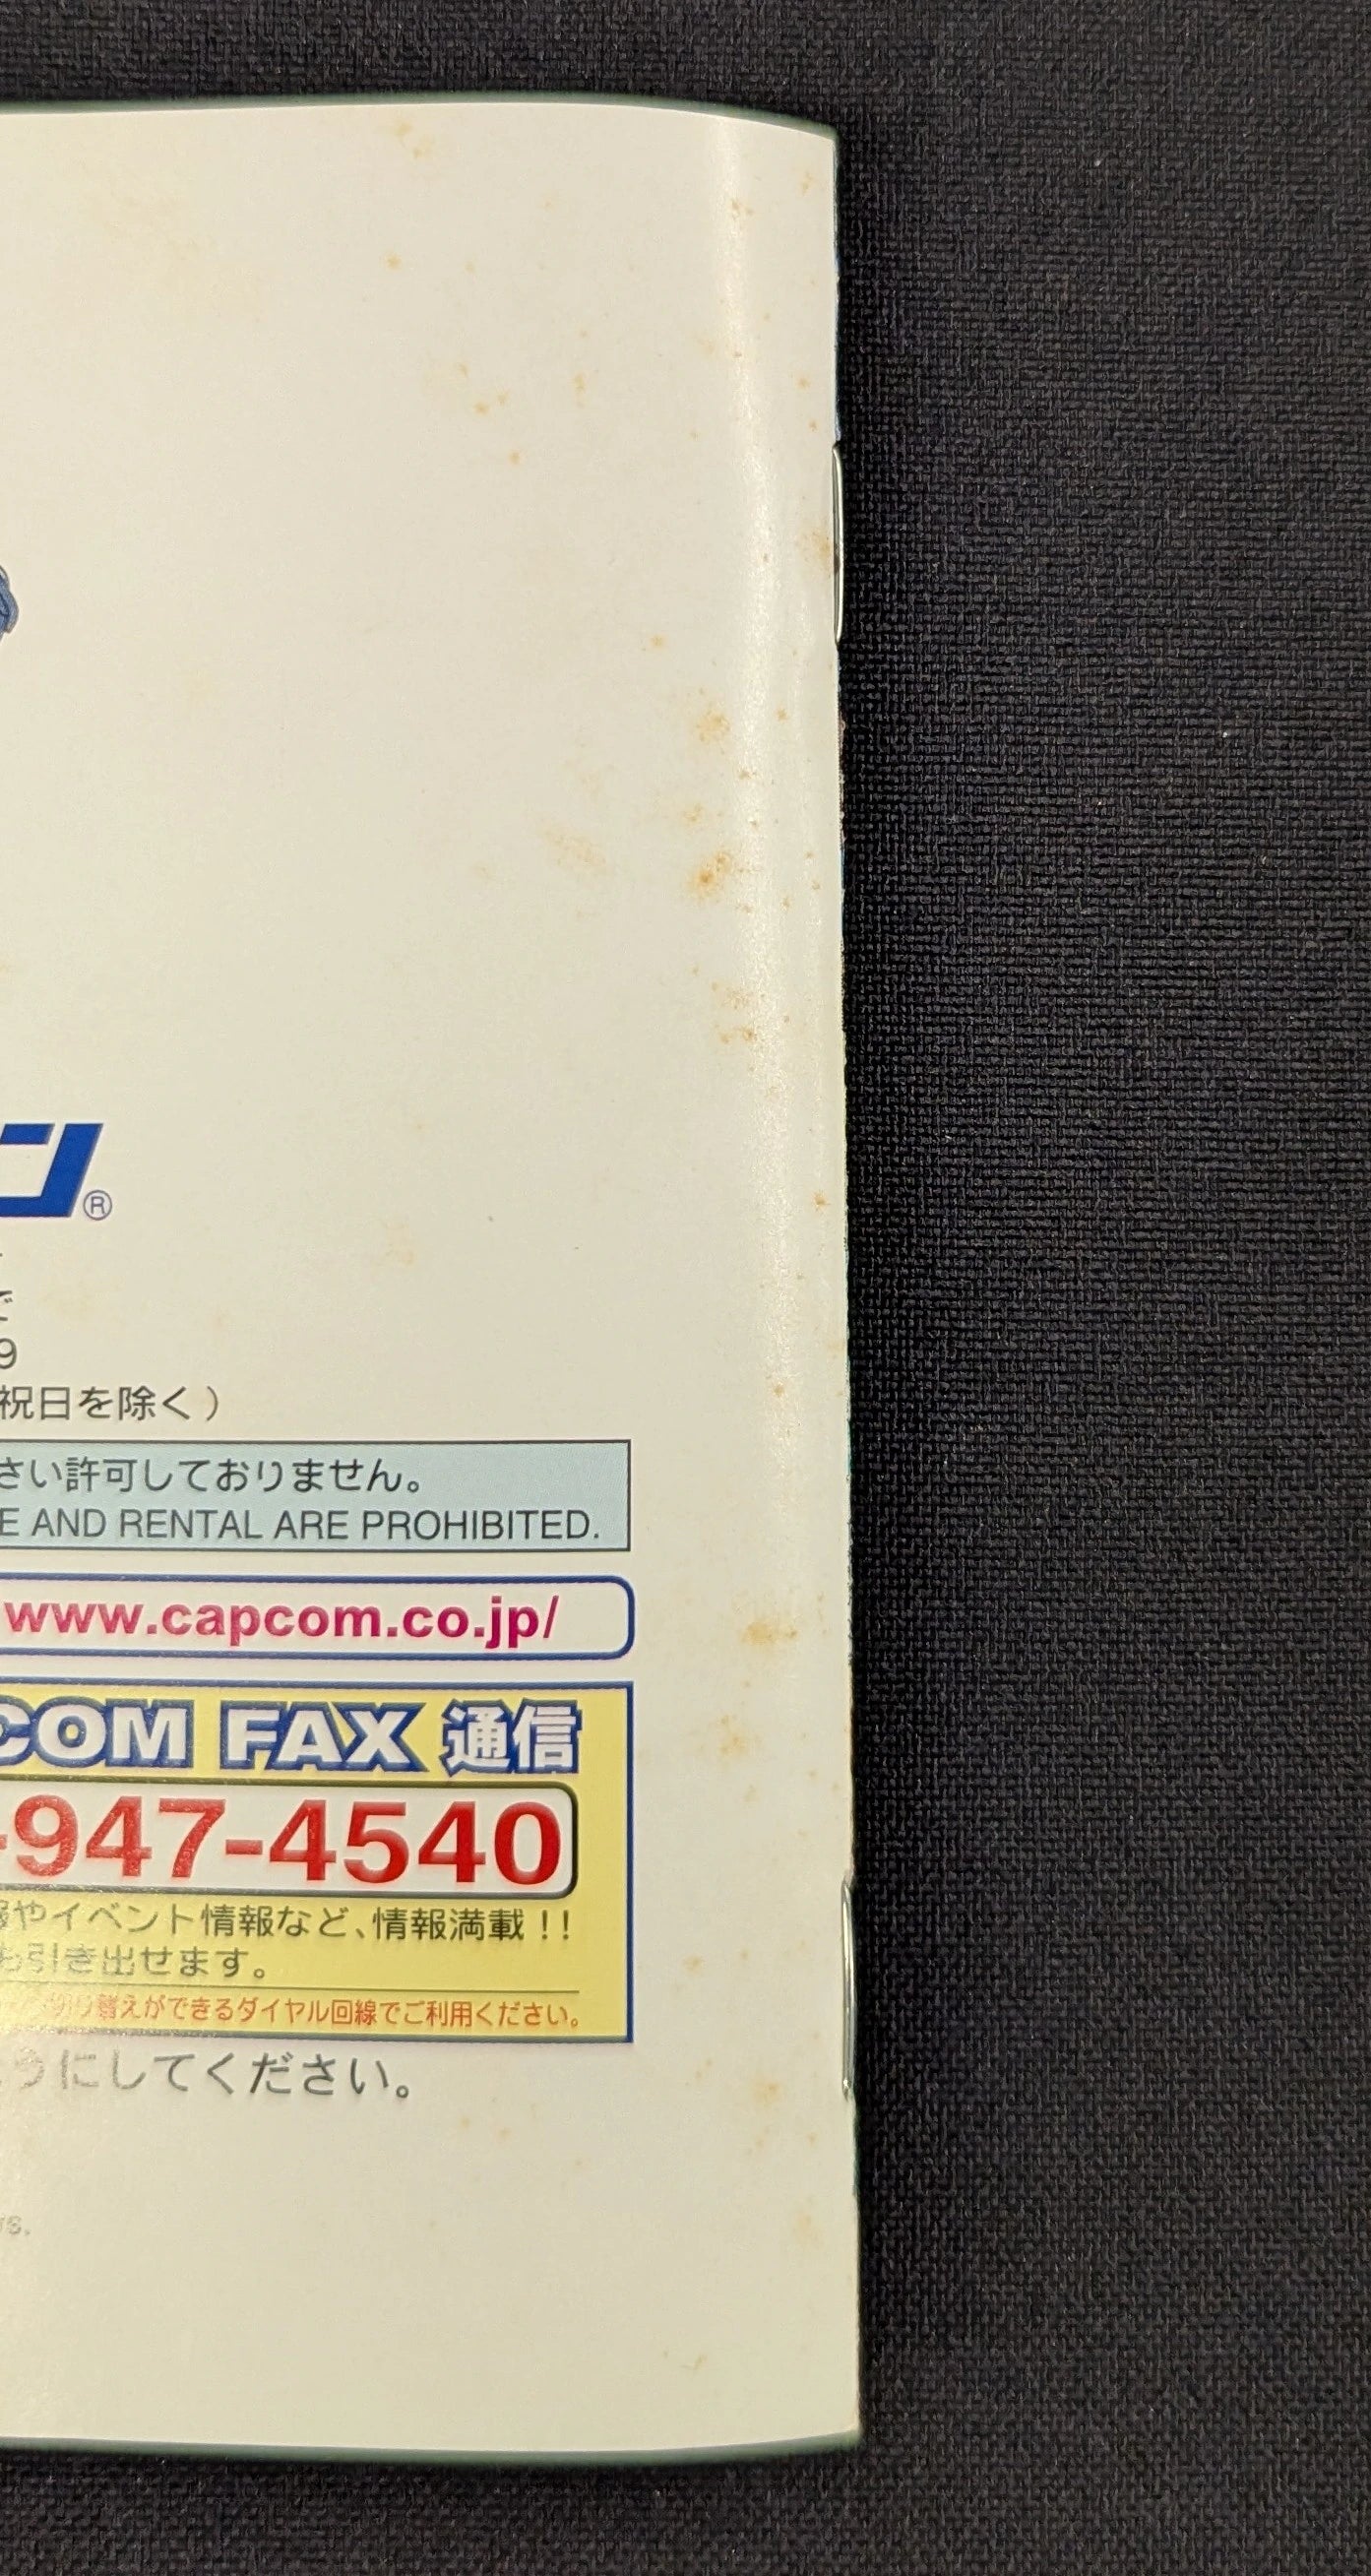 ン®
で
9
祝日を除く）
さい許可しておりません。
E AND RENTAL ARE PROHIBITED.
www.capcom.co.jp/
COM FAX 通信
-947-4540
報やイベント情報など、情報満載！！
も引き出せます。
切り替えができるダイヤル回線でご利用ください。
うにしてください。
rs.